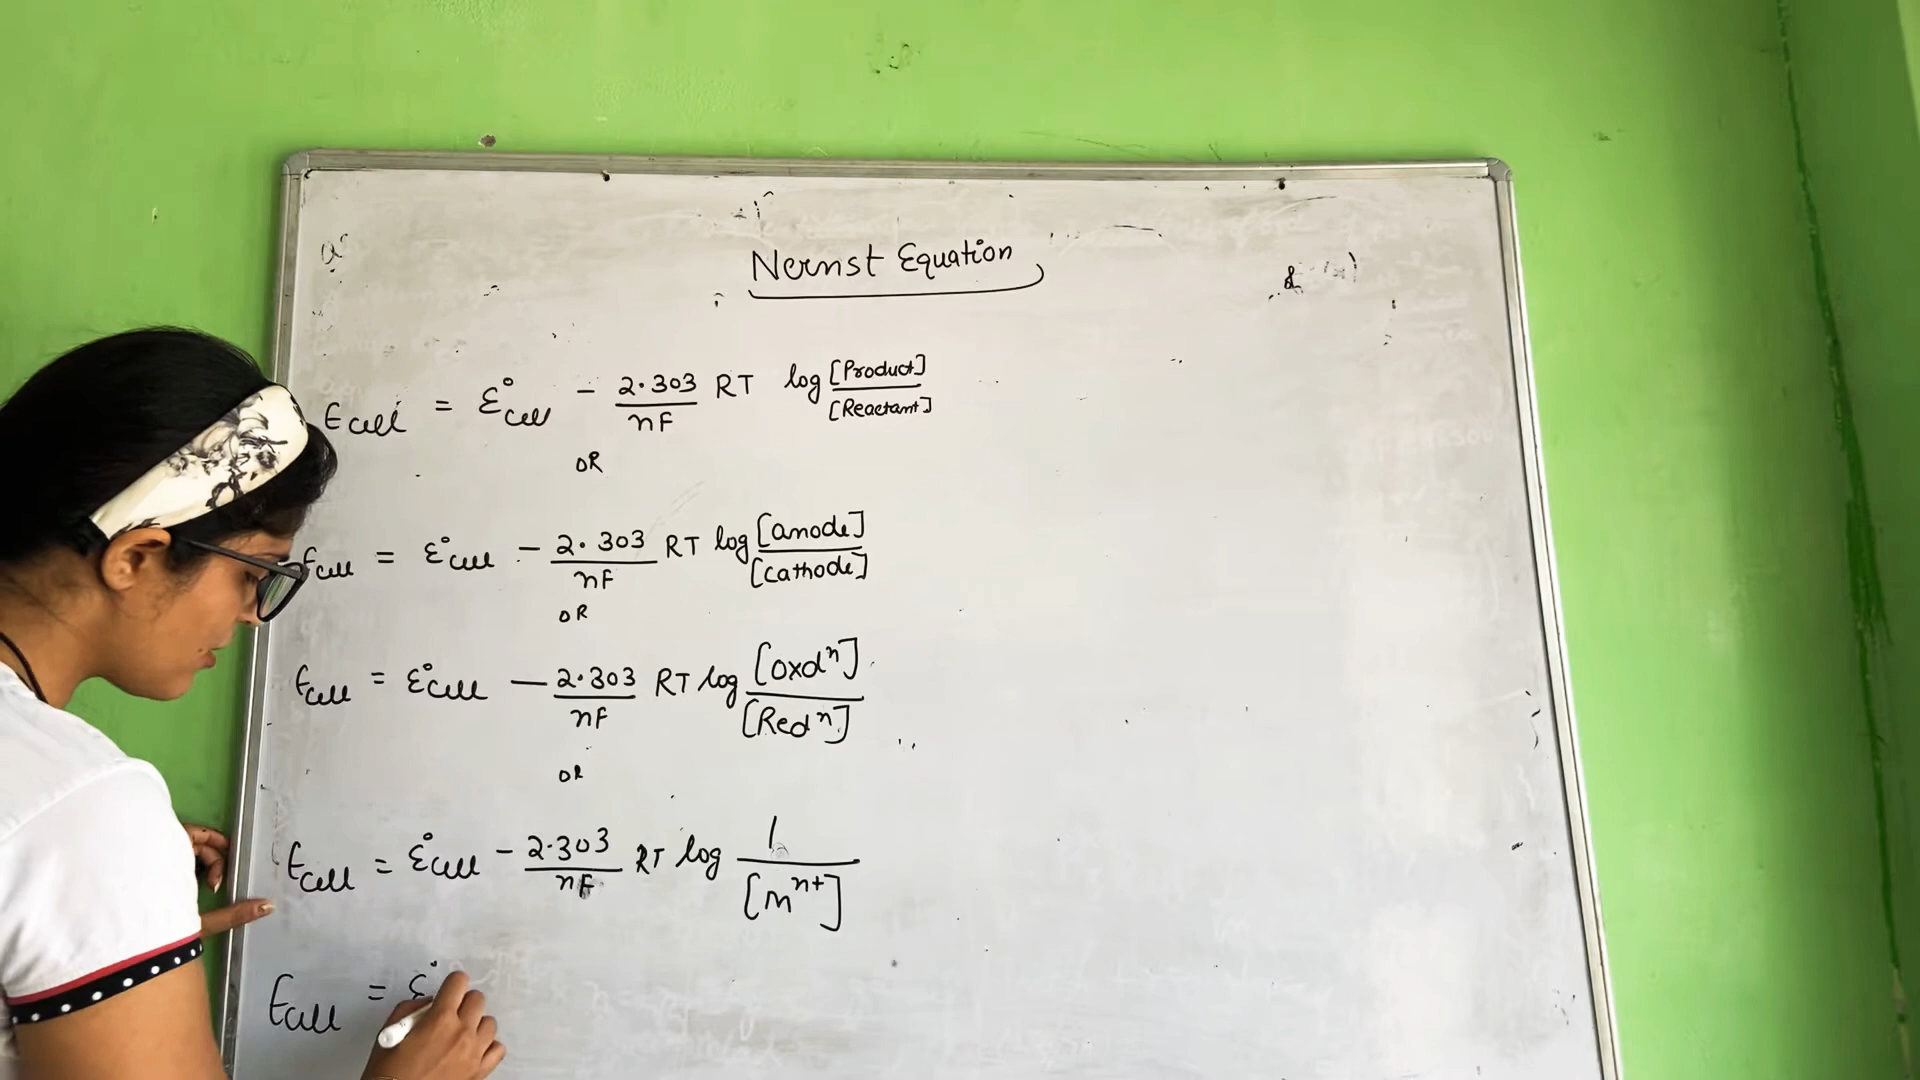 Nernst Equation
Ecell = E°cell - 2.303/nF RT log [Product]/[Reactant]
OR
Ecell = E°cell - 2.303/nF RT log [anode]/[Cathode]
OR
Ecell = E°cell - 2.303/nF RT log [oxdⁿ]/[Redⁿ]
OR
Ecell = E°cell - 2.303/nF RT log 1/[Mⁿ⁺]
Ecell = E°